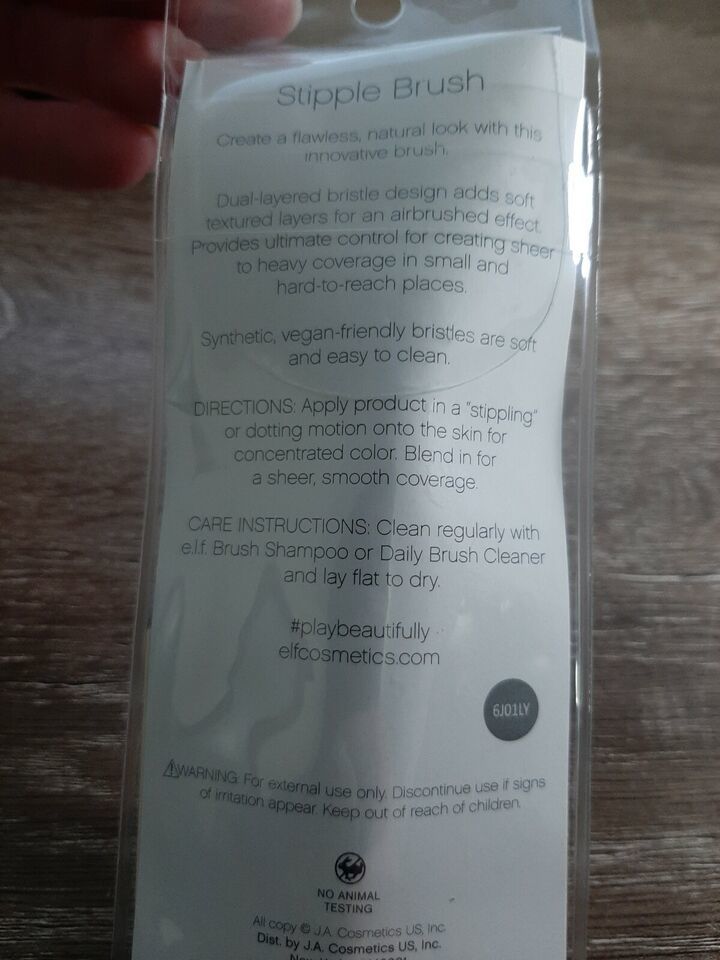 Stipple Brush
Create a flawless, natural look with this
innovative brush.
Dual-layered bristle design adds soft
textured layers for an airbrushed effect.
Provides ultimate control for creating sheer
to heavy coverage in small and
hard-to-reach places.
Synthetic, vegan-friendly bristles are soft
and easy to clean.
DIRECTIONS: Apply product in a "stippling"
or dotting motion onto the skin for
concentrated color. Blend in for
a sheer, smooth coverage.
CARE INSTRUCTIONS: Clean regularly with
e.l.f. Brush Shampoo or Daily Brush Cleaner
and lay flat to dry.
#playbeautifully
elfcosmetics.com
6J01LY
⚠WARNING: For external use only. Discontinue use if signs
of irritation appear. Keep out of reach of children.
NO ANIMAL
TESTING
All copy © J.A. Cosmetics US, Inc.
Dist. by J.A. Cosmetics US, Inc.